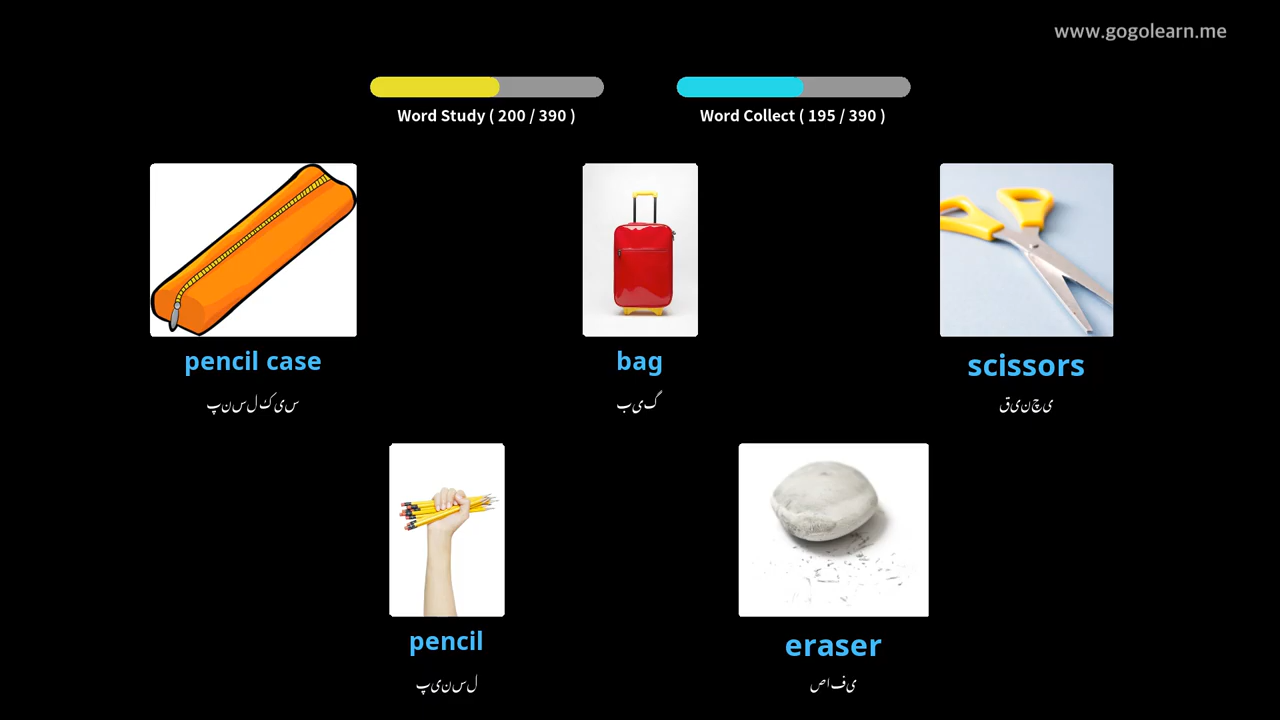 www.gogolearn.me
Word Study ( 200 / 390 )
Word Collect ( 195 / 390 )
pencil case
پنسل کیس
bag
بیگ
scissors
قینچی
pencil
پینسل
eraser
صافی